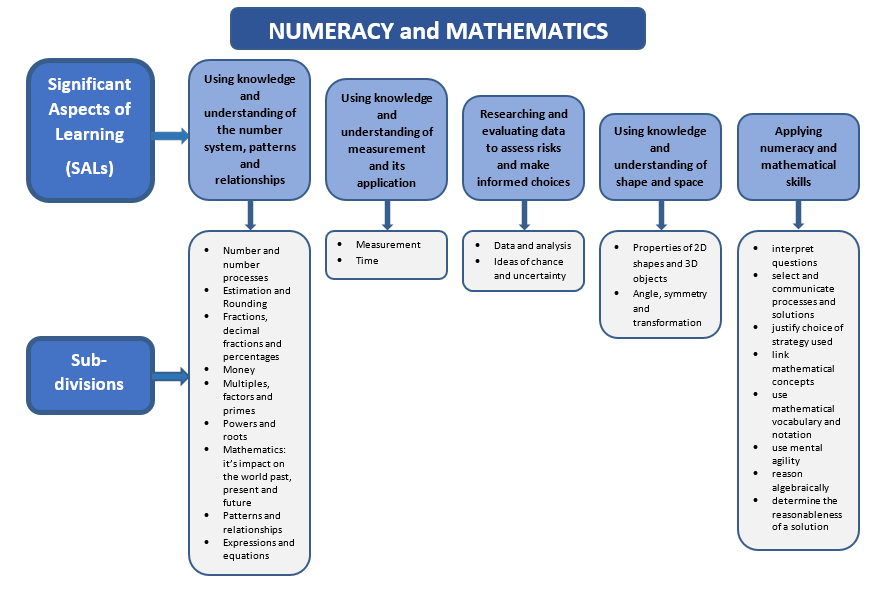 NUMERACY and MATHEMATICS
Significant
Aspects of
Learning
(SALs)
Using knowledge
and
understanding of
the number
system, patterns
and
relationships
Using knowledge
and
understanding of
measurement
and its
application
Researching and
evaluating data
to assess risks
and make
informed choices
Using knowledge
and
understanding of
shape and space
Applying
numeracy and
mathematical
skills
Sub-
divisions
• Number and
number
processes
• Estimation and
Rounding
• Fractions,
decimal
fractions and
percentages
• Money
• Multiples,
factors and
primes
• Powers and
roots
• Mathematics:
it's impact on
the world past,
present and
future
• Patterns and
relationships
• Expressions and
equations
• Measurement
• Time
• Data and analysis
• Ideas of chance
and uncertainty
• Properties of 2D
shapes and 3D
objects
• Angle, symmetry
and
transformation
• interpret
questions
• select and
communicate
processes and
solutions
• justify choice of
strategy used
• link
mathematical
concepts
• use
mathematical
vocabulary and
notation
• use mental
agility
• reason
algebraically
• determine the
reasonableness
of a solution